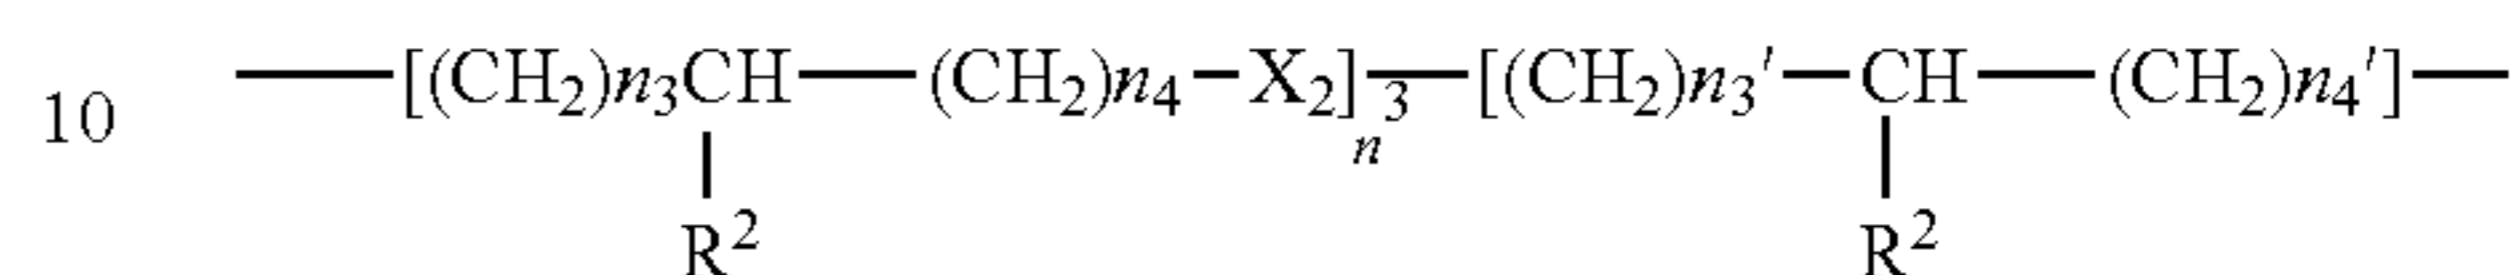 10 —[(CH₂)n₃CH—(CH₂)n₄—X₂]ₙ³—[(CH₂)n₃′—CH—(CH₂)n₄′]—
R² R²